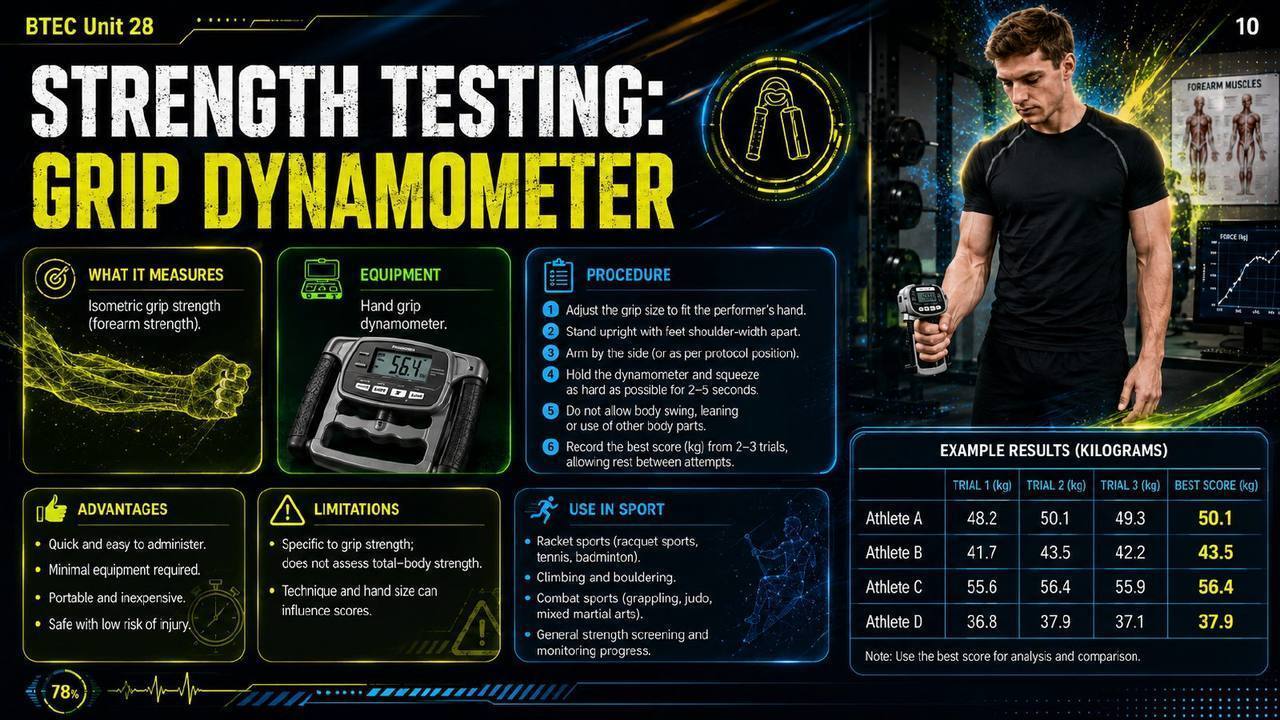 BTEC Unit 28
10
STRENGTH TESTING:
GRIP DYNAMOMETER
FOREARM MUSCLES
FORCE (kg)
WHAT IT MEASURES
Isometric grip strength
(forearm strength).
EQUIPMENT
Hand grip
dynamometer.
56.4
PROCEDURE
1 Adjust the grip size to fit the performer's hand.
2 Stand upright with feet shoulder-width apart.
3 Arm by the side (or as per protocol position).
4 Hold the dynamometer and squeeze
as hard as possible for 2–5 seconds.
5 Do not allow body swing, leaning
or use of other body parts.
6 Record the best score (kg) from 2–3 trials,
allowing rest between attempts.
ADVANTAGES
• Quick and easy to administer.
• Minimal equipment required.
• Portable and inexpensive.
• Safe with low risk of injury.
LIMITATIONS
• Specific to grip strength;
does not assess total-body strength.
• Technique and hand size can
influence scores.
USE IN SPORT
• Racket sports (racquet sports,
tennis, badminton).
• Climbing and bouldering.
• Combat sports (grappling, judo,
mixed martial arts).
• General strength screening and
monitoring progress.
EXAMPLE RESULTS (KILOGRAMS)
TRIAL 1 (kg) TRIAL 2 (kg) TRIAL 3 (kg) BEST SCORE (kg)
Athlete A 48.2 50.1 49.3 50.1
Athlete B 41.7 43.5 42.2 43.5
Athlete C 55.6 56.4 55.9 56.4
Athlete D 36.8 37.9 37.1 37.9
Note: Use the best score for analysis and comparison.
78%